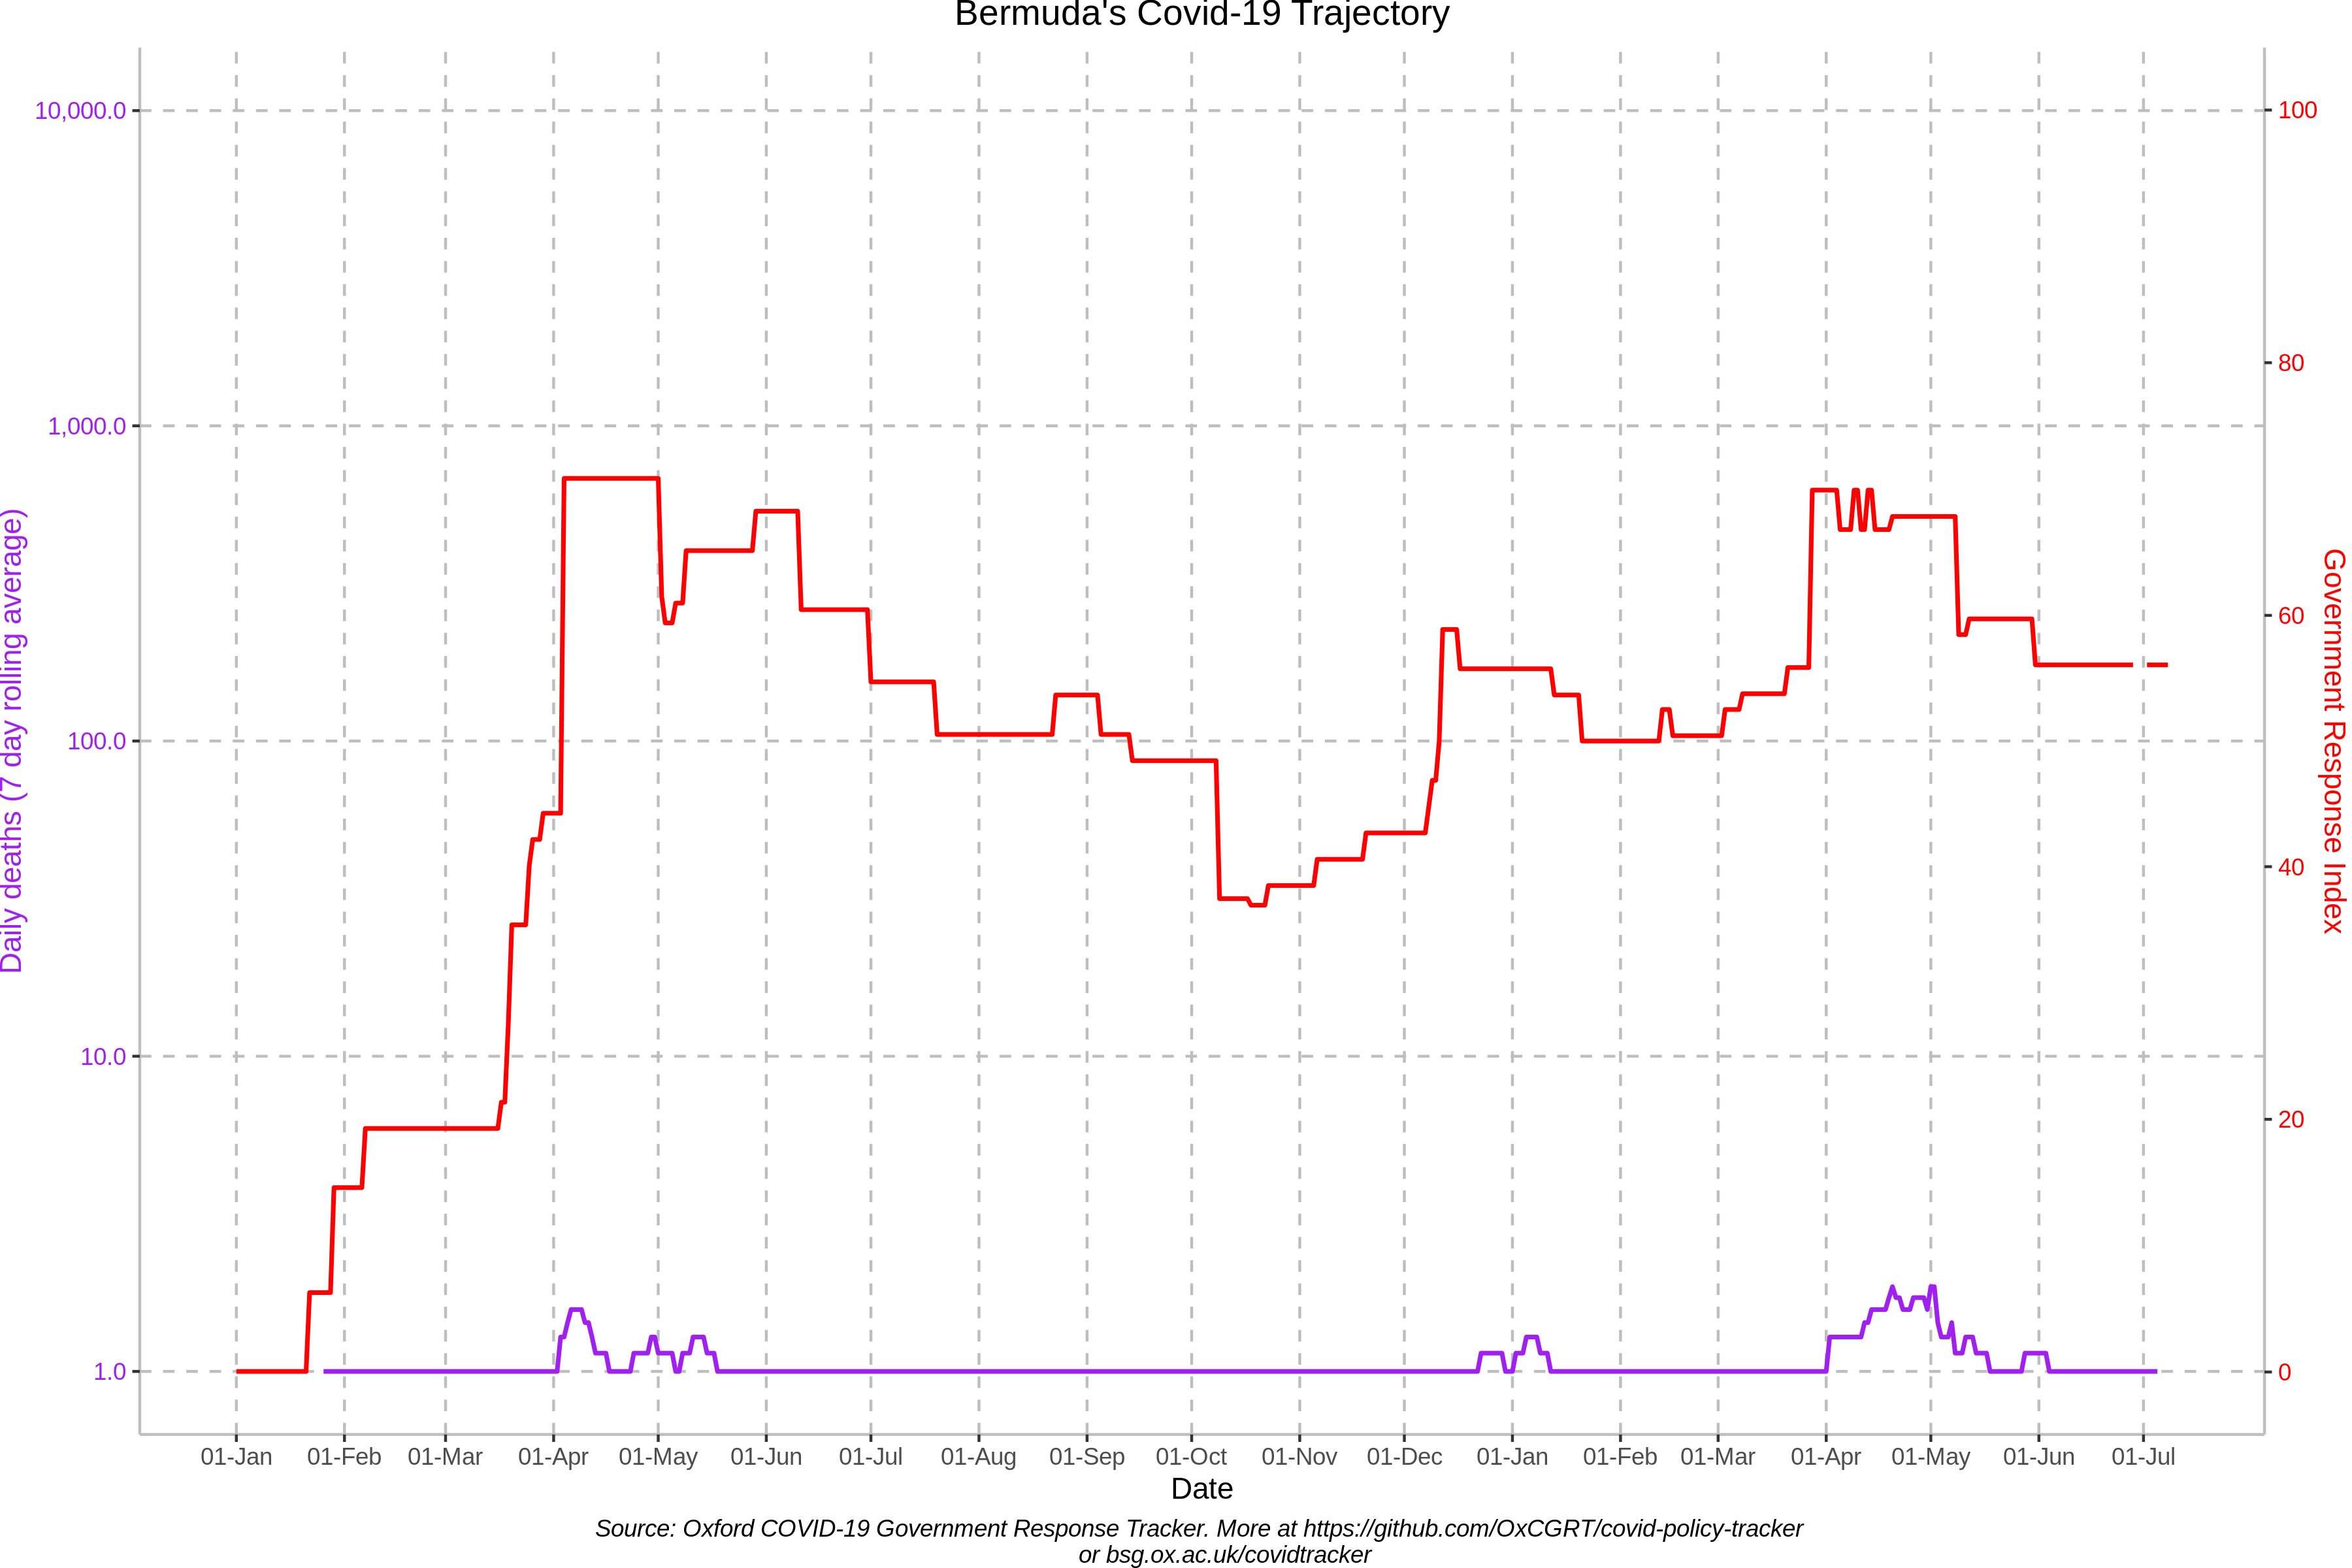 Bermuda's Covid-19 Trajectory
10,000.0
1,000.0
100.0
10.0
1.0
Daily deaths (7 day rolling average)
100
80
60
40
20
0
Government Response Index
01-Jan 01-Feb 01-Mar 01-Apr 01-May 01-Jun 01-Jul 01-Aug 01-Sep 01-Oct 01-Nov 01-Dec 01-Jan 01-Feb 01-Mar 01-Apr 01-May 01-Jun 01-Jul
Date
Source: Oxford COVID-19 Government Response Tracker. More at https://github.com/OxCGRT/covid-policy-tracker
or bsg.ox.ac.uk/covidtracker